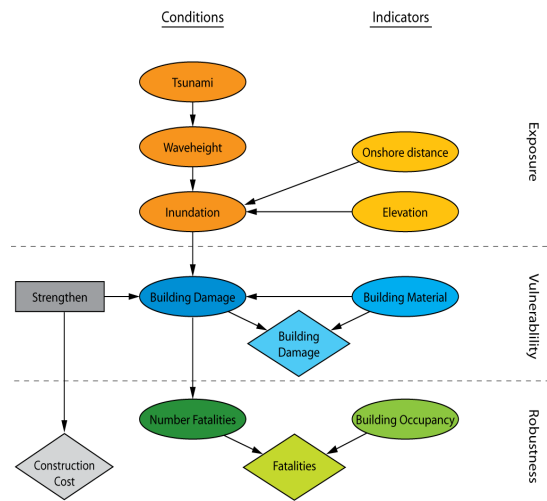 Conditions
Indicators
Tsunami
Waveheight
Onshore distance
Inundation
Elevation
Exposure
Strengthen
Building Damage
Building Material
Building
Damage
Vulnerablility
Number Fatalities
Building Occupancy
Construction
Cost
Fatalities
Robustness